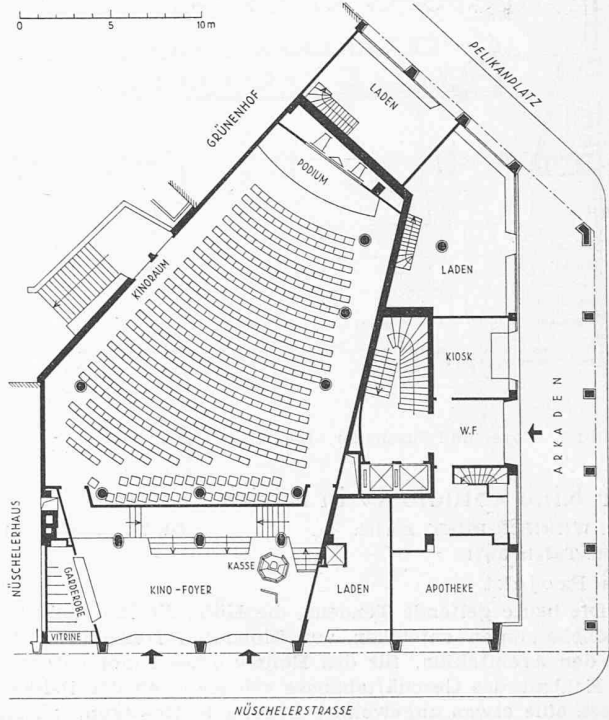 0 5 10 m
PELIKANPLATZ
LADEN
GRÜNENHOF
PODIUM
KINORAUM
LADEN
KIOSK
W.F.
ARKADEN
NÜSCHELERHAUS
KASSE
GARDEROBE
KINO-FOYER
LADEN
APOTHEKE
VITRINE
NÜSCHELERSTRASSE